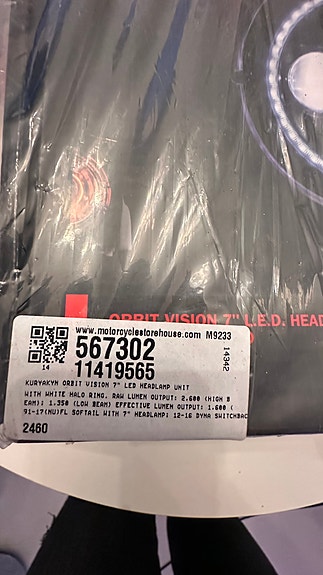 ORBIT VISION 7" L.E.D. HEAD
www.motorcyclestorehouse.com M9233
567302
11419565
14
14342
KURYAKYN ORBIT VISION 7" LED HEADLAMP UNIT
WITH WHITE HALO RING. RAW LUMEN OUTPUT: 2.600 (HIGH B
EAM): 1.350 (LOW BEAM) EFFECTIVE LUMEN OUTPUT: 1.600 (
91-17(NU)FL SOFTAIL WITH 7" HEADLAMP; 12-16 DYNA SWITCHBAC
2460